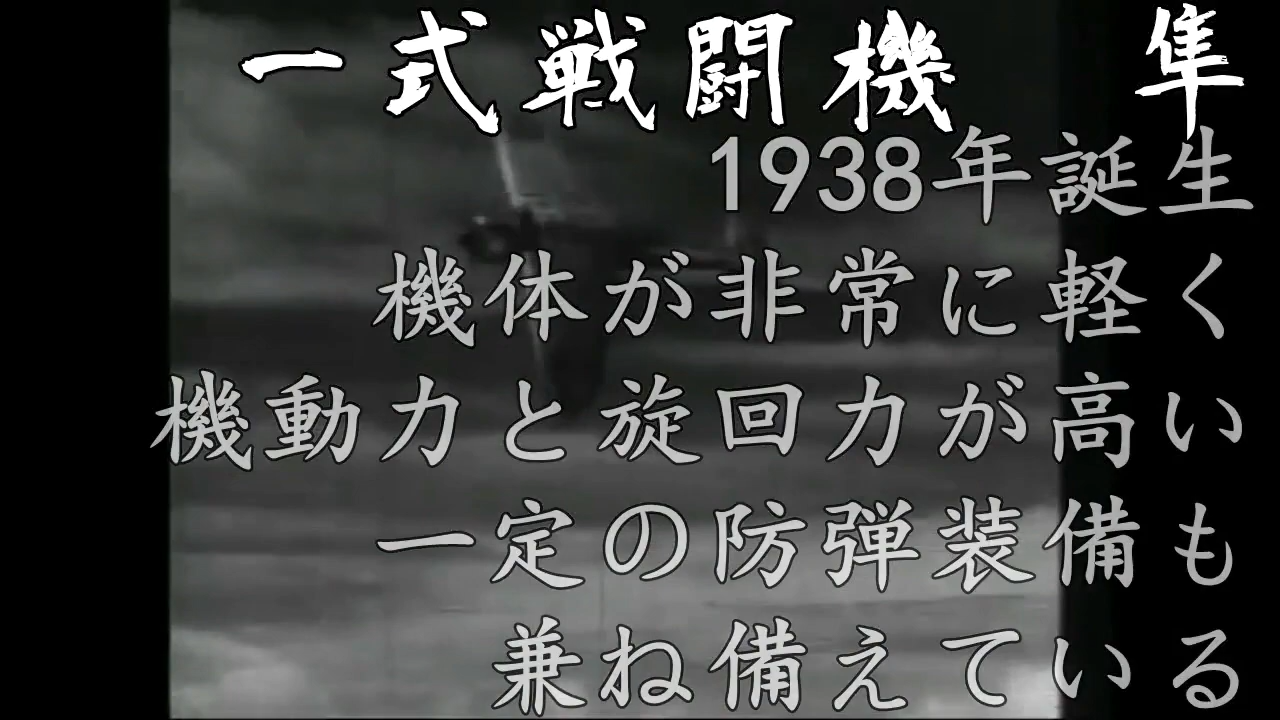 一式戦闘機　隼
1938年誕生
機体が非常に軽く
機動力と旋回力が高い
一定の防弾装備も
兼ね備えている